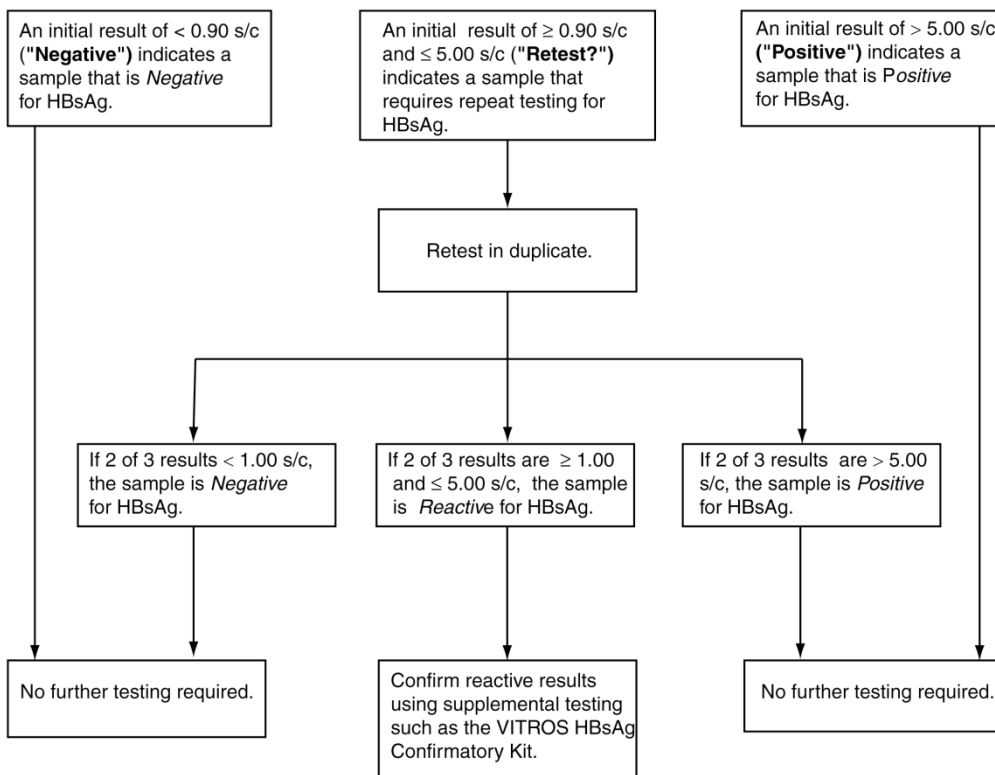 An initial result of < 0.90 s/c
("Negative") indicates a
sample that is Negative
for HBsAg.
An initial result of ≥ 0.90 s/c
and ≤ 5.00 s/c ("Retest?")
indicates a sample that
requires repeat testing for
HBsAg.
An initial result of > 5.00 s/c
("Positive") indicates a
sample that is Positive
for HBsAg.
Retest in duplicate.
If 2 of 3 results < 1.00 s/c,
the sample is Negative
for HBsAg.
If 2 of 3 results are ≥ 1.00
and ≤ 5.00 s/c, the sample
is Reactive for HBsAg.
If 2 of 3 results are > 5.00
s/c, the sample is Positive
for HBsAg.
No further testing required.
Confirm reactive results
using supplemental testing
such as the VITROS HBsAg
Confirmatory Kit.
No further testing required.